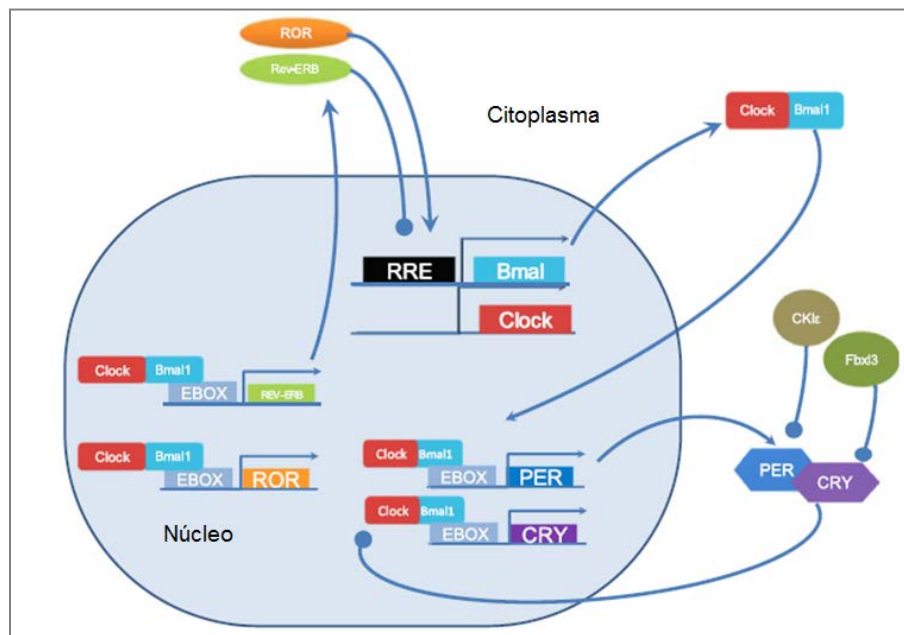 ROR
Rev-ERB
Citoplasma
Clock Bmal1
RRE Bmal
Clock
CKIε
Fbxl3
Clock Bmal1
EBOX REV-ERB
Clock Bmal1
EBOX ROR
Clock Bmal1
EBOX PER
Clock Bmal1
EBOX CRY
PER
CRY
Núcleo